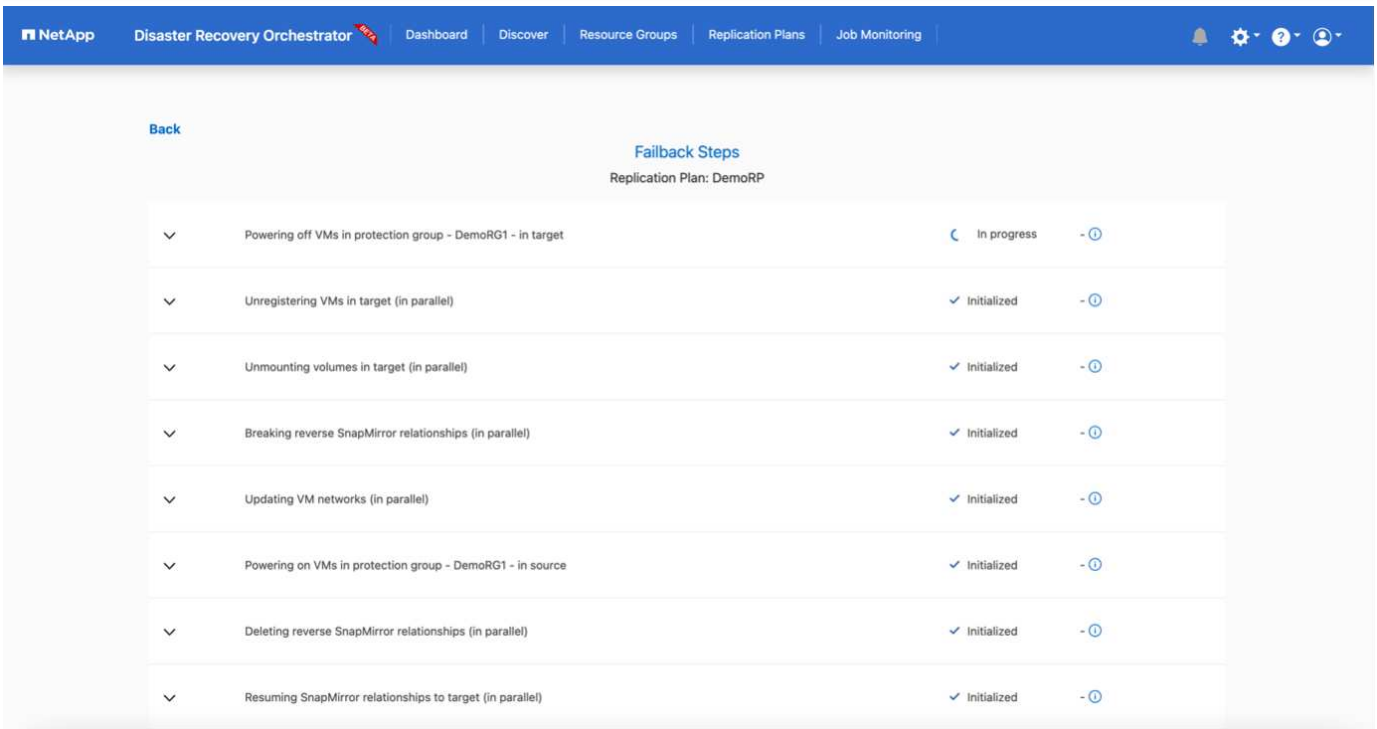 NetApp Disaster Recovery Orchestrator BETA Dashboard Discover Resource Groups Replication Plans Job Monitoring
Back
Failback Steps
Replication Plan: DemoRP
Powering off VMs in protection group - DemoRG1 - in target In progress -
Unregistering VMs in target (in parallel) Initialized -
Unmounting volumes in target (in parallel) Initialized -
Breaking reverse SnapMirror relationships (in parallel) Initialized -
Updating VM networks (in parallel) Initialized -
Powering on VMs in protection group - DemoRG1 - in source Initialized -
Deleting reverse SnapMirror relationships (in parallel) Initialized -
Resuming SnapMirror relationships to target (in parallel) Initialized -